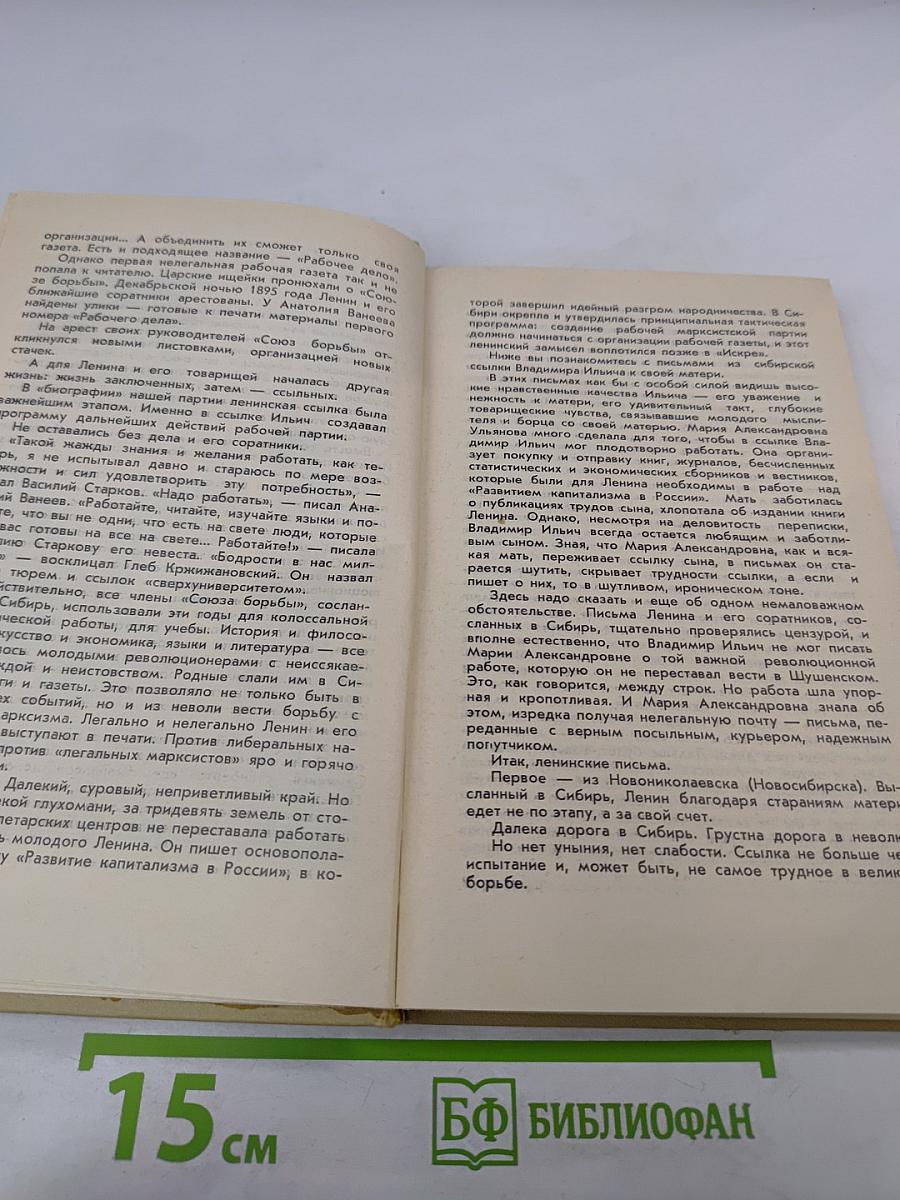 организации... А объединить их сможет только своя
газета. Есть и подходящее название — «Рабочее дело».
Однако первая нелегальная рабочая газета так и не
попала к читателю. Царские ищейки пронюхали о «Сою-
зе борьбы». Декабрьской ночью 1895 года Ленин и его
ближайшие соратники арестованы. У Анатолия Ванеева
найдены улики — готовые к печати материалы первого
номера «Рабочего дела».
На арест своих руководителей «Союз борьбы» от-
кликнулся новыми листовками, организацией новых
стачек.
А для Ленина и его товарищей началась другая
жизнь: жизнь заключенных, затем — ссыльных.
В «биографии» нашей партии ленинская ссылка была
важнейшим этапом. Именно в ссылке Ильич создавал
программу дальнейших действий рабочей партии.
Не оставались без дела и его соратники.
«Такой жажды знания и желания работать, как те-
рь, я не испытывал давно и стараюсь по мере воз-
жности и сил удовлетворить эту потребность», —
ал Василий Старков. «Надо работать», — писал Ана-
ий Ванеев. «Работайте, читайте, изучайте языки и по-
те, что вы не одни, что есть на свете люди, которые
вас готовы на все на свете... Работайте!» — писала
лию Старкову его невеста. «Бодрости в нас мил-
» — восклицал Глеб Кржижановский. Он назвал
тюрем и ссылок «сверхуниверситетом».
йствительно, все члены «Союза борьбы», сослан-
Сибирь, использовали эти годы для колоссальной
ической работы, для учебы. История и филосо-
кусство и экономика, языки и литература — все
лось молодыми революционерами с неиссякае-
ждой и неистовством. Родные слали им в Си-
ги и газеты. Это позволяло не только быть в
ех событий, но и из неволи вести борьбу с
арксизма. Легально и нелегально Ленин и его
выступают в печати. Против либеральных на-
против «легальных марксистов» яро и горячо
и.
Далекий, суровый, неприветливый край. Но
кой глухомани, за тридевять земель от сто-
летарских центров не переставала работать
ь молодого Ленина. Он пишет основопола-
у «Развитие капитализма в России», в ко-
торой завершил идейный разгром народничества. В Си-
бири окрепла и утвердилась принципиальная тактическая
программа: создание рабочей марксистской партии
должно начинаться с организации рабочей газеты, и этот
ленинский замысел воплотился позже в «Искре».
Ниже вы познакомитесь с письмами из сибирской
ссылки Владимира Ильича к своей матери.
В этих письмах как бы с особой силой видишь высо-
кие нравственные качества Ильича — его уважение и
нежность к матери, его удивительный такт, глубокие
товарищеские чувства, связывавшие молодого мысли-
теля и борца со своей матерью. Мария Александровна
Ульянова много сделала для того, чтобы в ссылке Вла-
димир Ильич мог плодотворно работать. Она органи-
зует покупку и отправку книг, журналов, бесчисленных
статистических и экономических сборников и вестников,
которые были для Ленина необходимы в работе над
«Развитием капитализма в России». Мать заботилась
о публикациях трудов сына, хлопотала об издании книги
Ленина. Однако, несмотря на деловитость переписки,
Владимир Ильич всегда остается любящим и заботли-
вым сыном. Зная, что Мария Александровна, как и вся-
кая мать, переживает ссылку сына, в письмах он ста-
рается шутить, скрывает трудности ссылки, а если и
пишет о них, то в шутливом, ироническом тоне.
Здесь надо сказать и еще об одном немаловажном
обстоятельстве. Письма Ленина и его соратников, со-
сланных в Сибирь, тщательно проверялись цензурой, и
вполне естественно, что Владимир Ильич не мог писать
Марии Александровне о той важной революционной
работе, которую он не переставал вести в Шушенском.
Это, как говорится, между строк. Но работа шла упор-
ная и кропотливая. И Мария Александровна знала об
этом, изредка получая нелегальную почту — письма, пе-
реданные с верным посыльным, курьером, надежным
попутчиком.
Итак, ленинские письма.
Первое — из Новониколаевска (Новосибирска). Вы-
сланный в Сибирь, Ленин благодаря стараниям матери
едет не по этапу, а за свой счет.
Далека дорога в Сибирь. Грустна дорога в невол
Но нет уныния, нет слабости. Ссылка не больше че
испытание и, может быть, не самое трудное в велик
борьбе.
15 см
БФ БИБЛИОФАН